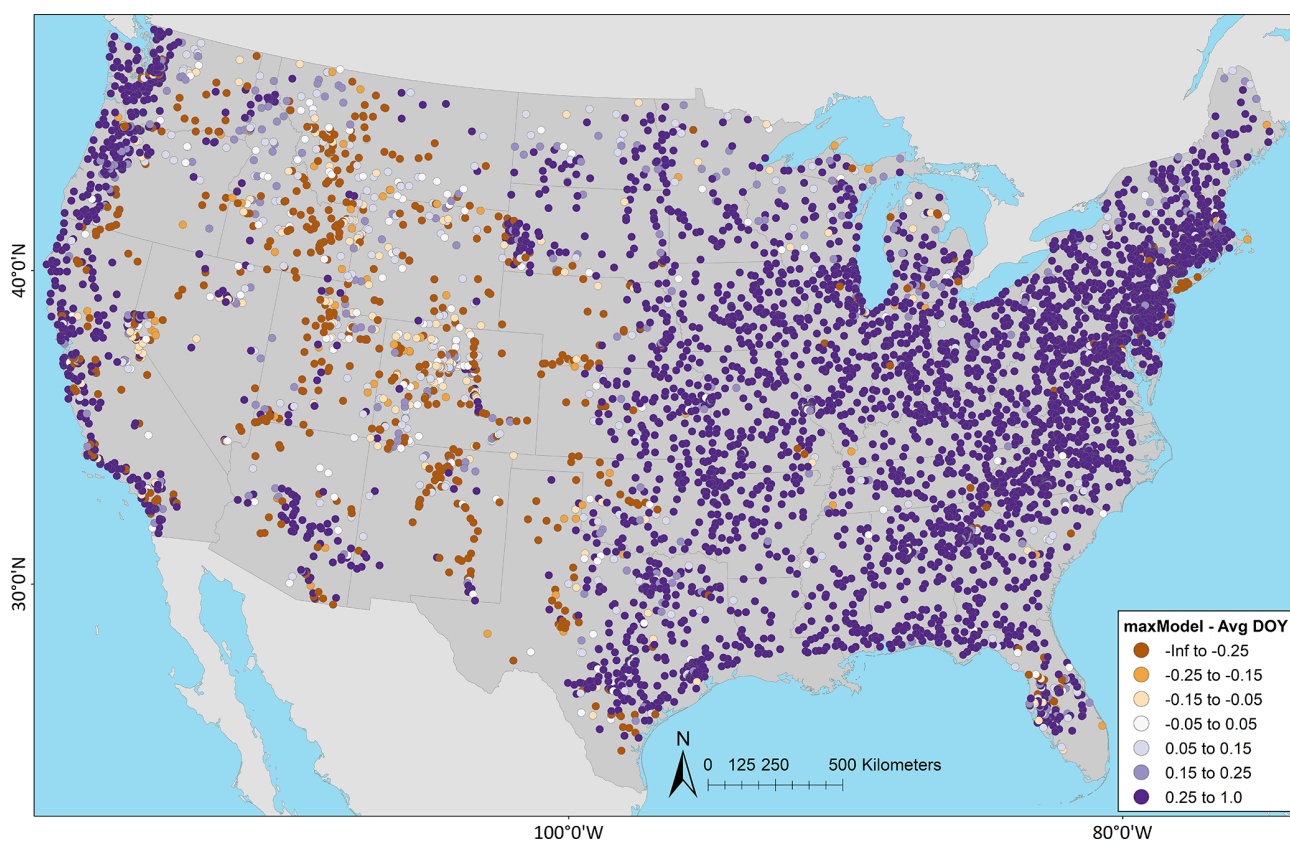 40°0'N
30°0'N
100°0'W
80°0'W
N
0 125 250 500 Kilometers
maxModel - Avg DOY
-Inf to -0.25
-0.25 to -0.15
-0.15 to -0.05
-0.05 to 0.05
0.05 to 0.15
0.15 to 0.25
0.25 to 1.0